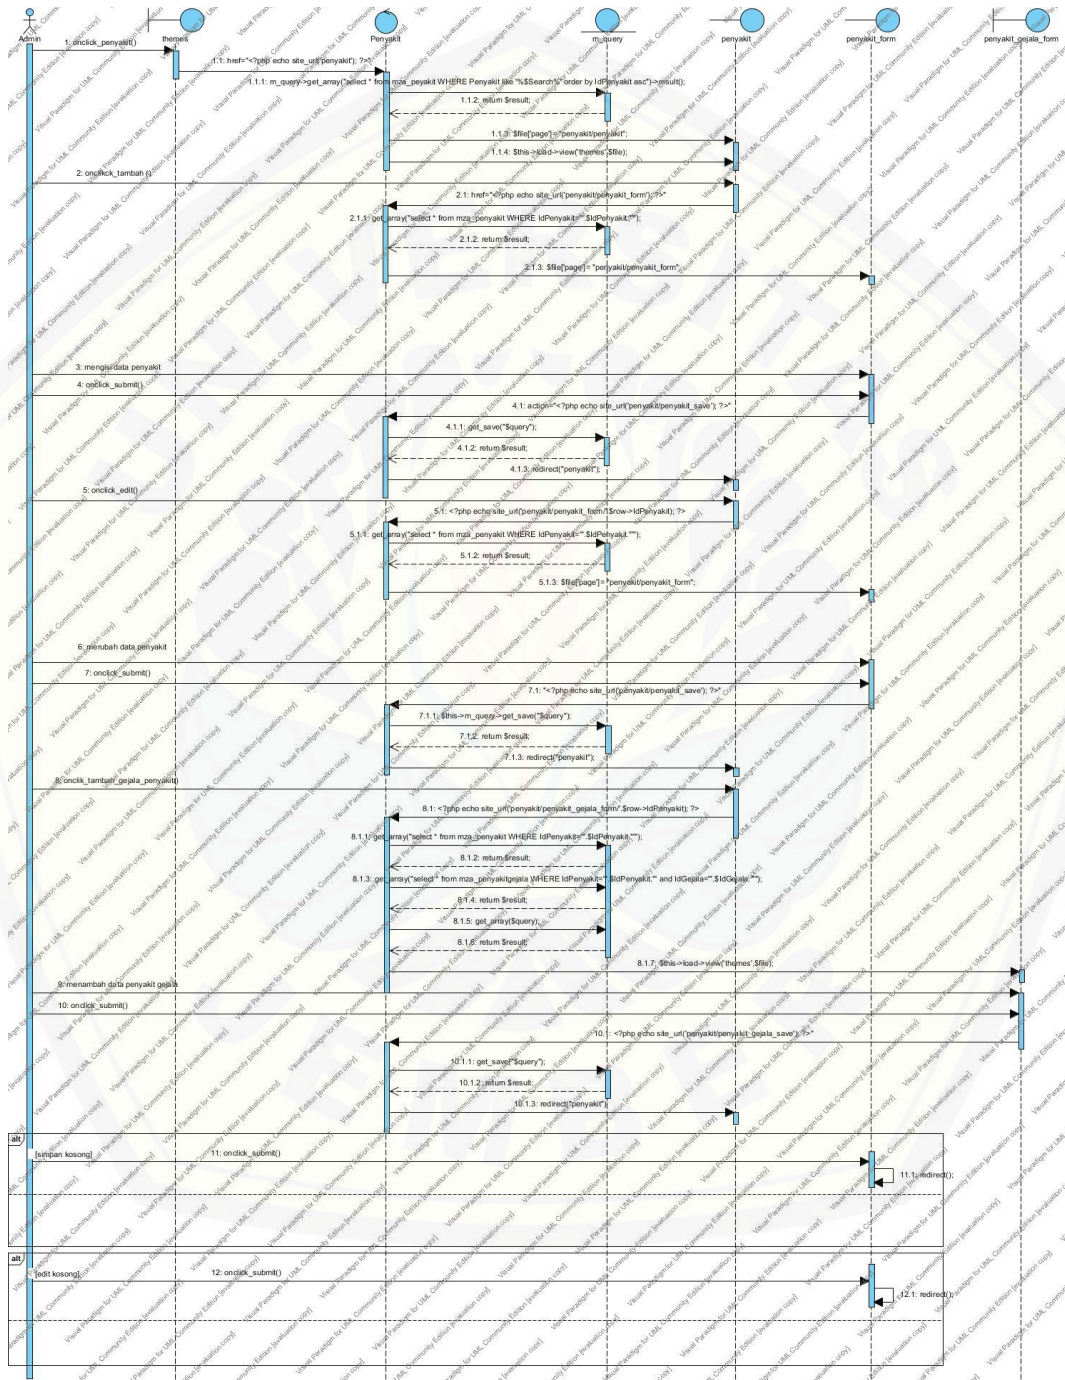 Admin
themes
Penyakit
m_query
penyakit
penyakit_form
penyakit_gejala_form
1: onclick_penyakit()
1.1: href="<?php echo site_url('penyakit'); ?>"
1.1.1: m_query->get_array("select * from mza_peyakit WHERE Penyakit like '%$Search%' order by IdPenyakit asc")->result();
1.1.2: return $result;
1.1.3: $file['page'] = "penyakit/penyakit";
1.1.4: $this->load->view('themes',$file);
2: onclikck_tambah ()
2.1: href="<?php echo site_url('penyakit/penyakit_form'); ?>"
2.1.1: get_array("select * from mza_penyakit WHERE IdPenyakit='".$IdPenyakit."'");
2.1.2: return $result;
2.1.3: $file['page'] = "penyakit/penyakit_form";
3: mengisi data penyakit
4: onclick_submit()
4.1: action="<?php echo site_url('penyakit/penyakit_save'); ?>"
4.1.1: get_save("$query");
4.1.2: return $result;
4.1.3: redirect("penyakit");
5: onclick_edit()
5.1: <?php echo site_url('penyakit/penyakit_form/'.$row->IdPenyakit); ?>
5.1.1: get_array("select * from mza_penyakit WHERE IdPenyakit='".$IdPenyakit."'");
5.1.2: return $result;
5.1.3: $file['page'] = "penyakit/penyakit_form";
6: merubah data penyakit
7: onclick_submit()
7.1: "<?php echo site_url('penyakit/penyakit_save'); ?>"
7.1.1: $this->m_query->get_save("$query");
7.1.2: return $result;
7.1.3: redirect("penyakit");
8: onclik_tambah_gejala_penyakit()
8.1: <?php echo site_url('penyakit/penyakit_gejala_form/'.$row->IdPenyakit); ?>
8.1.1: get_array("select * from mza_penyakit WHERE IdPenyakit='".$IdPenyakit."'");
8.1.2: return $result;
8.1.3: get_array("select * from mza_penyakitgejala WHERE IdPenyakit='".$IdPenyakit."' and IdGejala='".$IdGejala."'");
8.1.4: return $result;
8.1.5: get_array($query);
8.1.6: return $result;
8.1.7: $this->load->view('themes',$file);
9: menambah data penyakit gejala
10: onclick_submit()
10.1: <?php echo site_url('penyakit/penyakit_gejala_save'); ?>"
10.1.1: get_save("$query");
10.1.2: return $result;
10.1.3: redirect("penyakit")
alt
[simpan kosong]
11: onclick_submit()
11.1: redirect();
alt
[edit kosong]
12: onclick_submit()
12.1: redirect();
Visual Paradigm for UML Community Edition [evaluation copy]